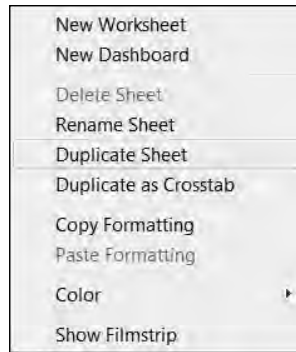 New Worksheet
New Dashboard
Delete Sheet
Rename Sheet
Duplicate Sheet
Duplicate as Crosstab
Copy Formatting
Paste Formatting
Color
Show Filmstrip